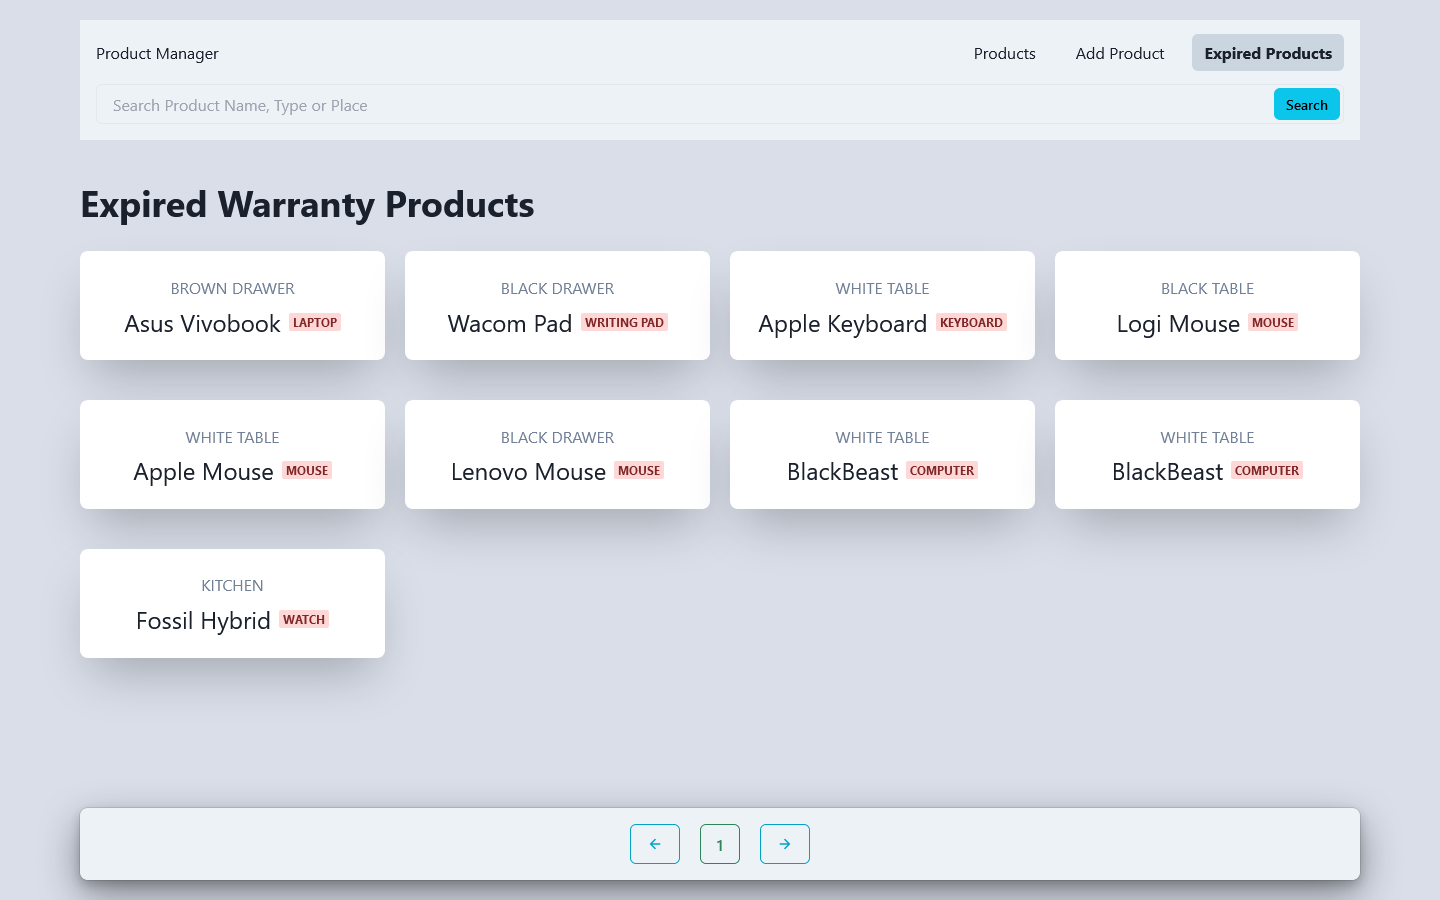 Product Manager
Products
Add Product
Expired Products
Search Product Name, Type or Place
Search
Expired Warranty Products
BROWN DRAWER
Asus Vivobook LAPTOP
BLACK DRAWER
Wacom Pad WRITING PAD
WHITE TABLE
Apple Keyboard KEYBOARD
BLACK TABLE
Logi Mouse MOUSE
WHITE TABLE
Apple Mouse MOUSE
BLACK DRAWER
Lenovo Mouse MOUSE
WHITE TABLE
BlackBeast COMPUTER
WHITE TABLE
BlackBeast COMPUTER
KITCHEN
Fossil Hybrid WATCH
1